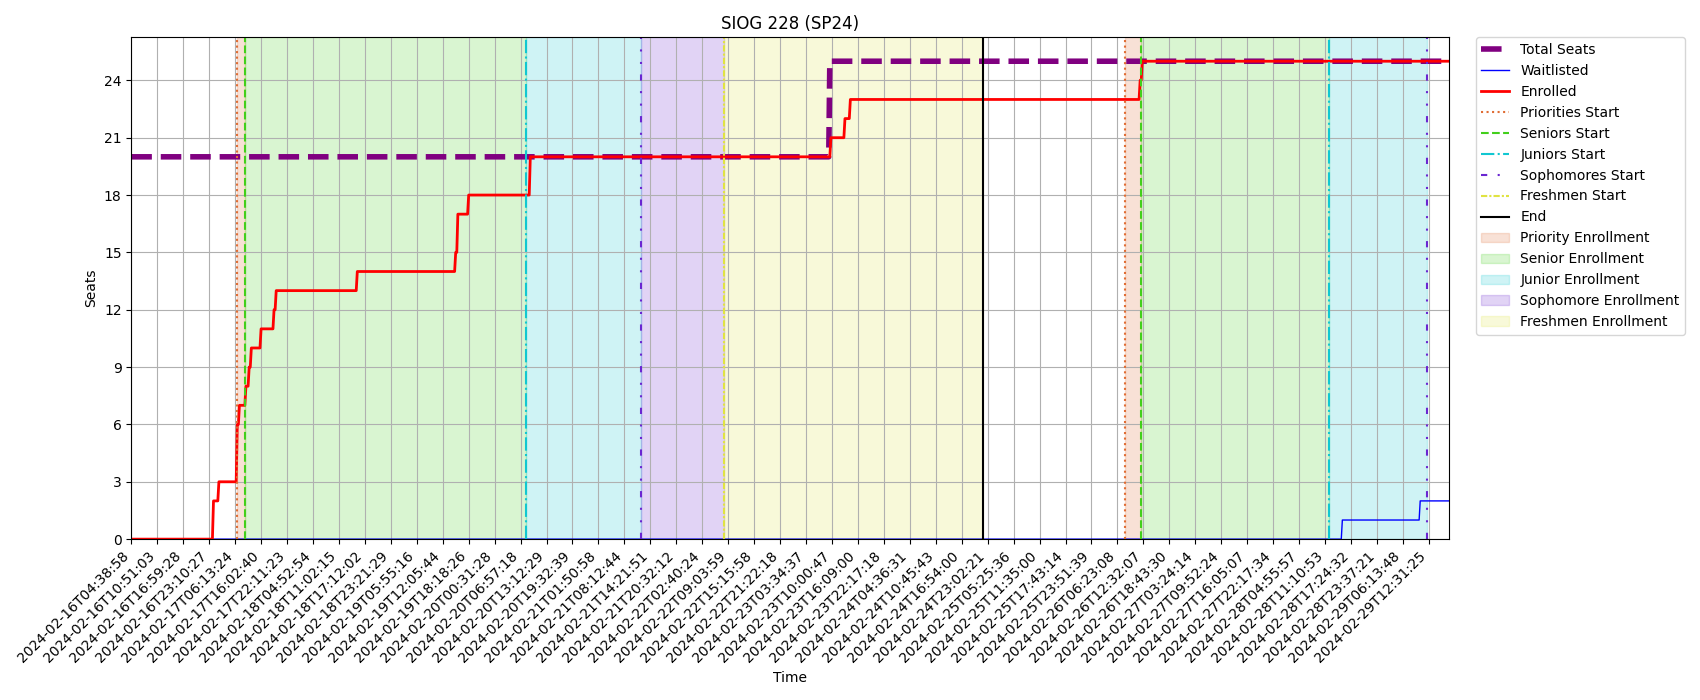 SIOG 228 (SP24)
Seats
24
21
18
15
12
9
6
3
0
2024-02-16T04:38:58
2024-02-16T10:51:03
2024-02-16T16:59:28
2024-02-16T23:10:27
2024-02-17T06:13:24
2024-02-17T16:02:40
2024-02-17T22:11:23
2024-02-18T04:52:54
2024-02-18T11:02:15
2024-02-18T17:12:02
2024-02-18T23:21:29
2024-02-19T05:55:16
2024-02-19T12:05:44
2024-02-19T18:18:26
2024-02-20T00:31:28
2024-02-20T06:57:18
2024-02-20T13:12:29
2024-02-20T19:32:39
2024-02-21T01:50:58
2024-02-21T08:12:44
2024-02-21T14:21:51
2024-02-21T20:32:12
2024-02-22T02:40:24
2024-02-22T09:03:59
2024-02-22T15:15:58
2024-02-22T21:22:18
2024-02-23T03:34:37
2024-02-23T10:00:47
2024-02-23T16:09:00
2024-02-23T22:17:18
2024-02-24T04:36:31
2024-02-24T10:45:43
2024-02-24T16:54:00
2024-02-24T23:02:21
2024-02-25T05:25:36
2024-02-25T11:35:00
2024-02-25T17:43:14
2024-02-25T23:51:39
2024-02-26T06:23:08
2024-02-26T12:32:07
2024-02-26T18:43:30
2024-02-27T03:24:14
2024-02-27T09:52:24
2024-02-27T16:05:07
2024-02-27T22:17:34
2024-02-28T04:55:57
2024-02-28T11:10:53
2024-02-28T17:24:32
2024-02-28T23:37:21
2024-02-29T06:13:48
2024-02-29T12:31:25
Time
Total Seats
Waitlisted
Enrolled
Priorities Start
Seniors Start
Juniors Start
Sophomores Start
Freshmen Start
End
Priority Enrollment
Senior Enrollment
Junior Enrollment
Sophomore Enrollment
Freshmen Enrollment